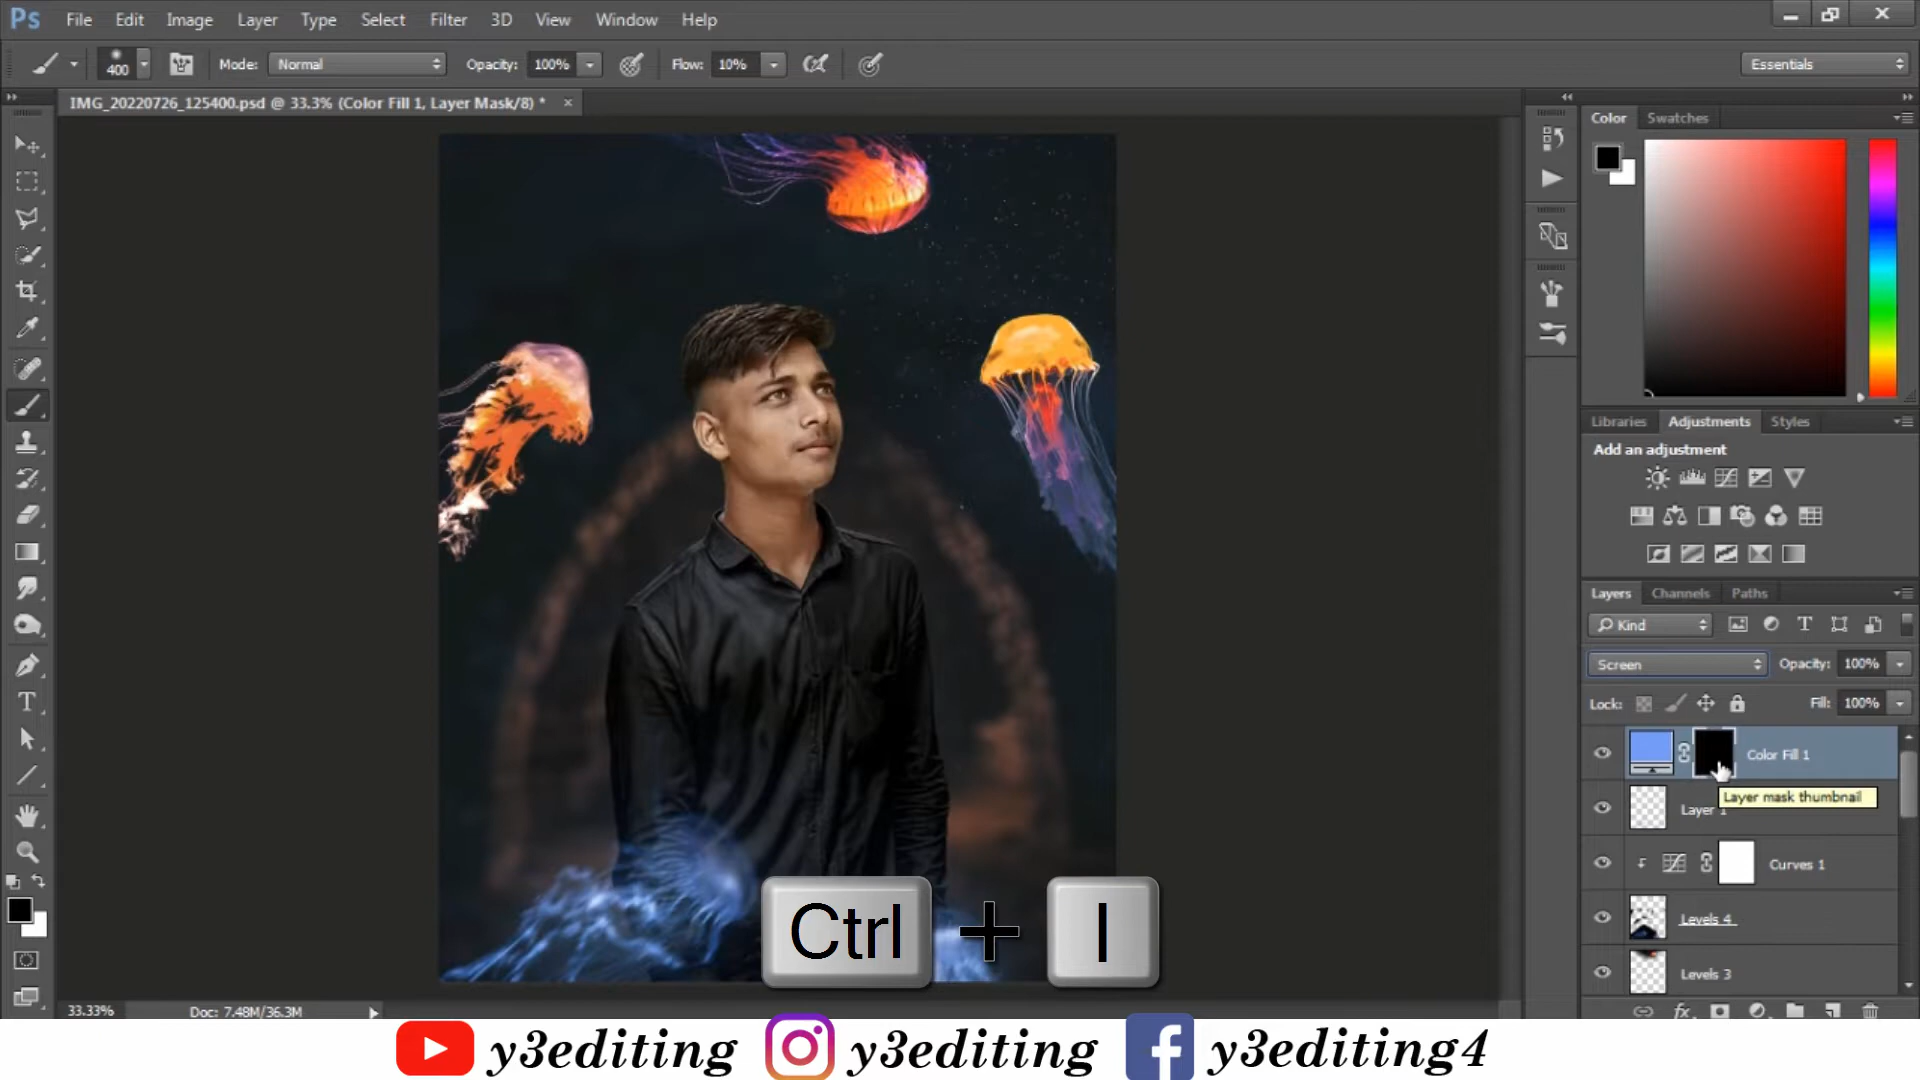 Ps File Edit Image Layer Type Select Filter 3D View Window Help
400 Mode: Normal Opacity: 100% Flow: 10% Essentials
IMG_20220726_125400.psd @ 33.3% (Color Fill 1, Layer Mask/8) * ×
Color Swatches
Libraries Adjustments Styles
Add an adjustment
Layers Channels Paths
Kind
Screen Opacity: 100%
Lock: Fill: 100%
Color Fill 1
Layer mask thumbnail
Layer 1
Curves 1
Levels 4
Levels 3
Ctrl + I
33.33% Doc: 7.48M/36.3M
y3editing y3editing y3editing4